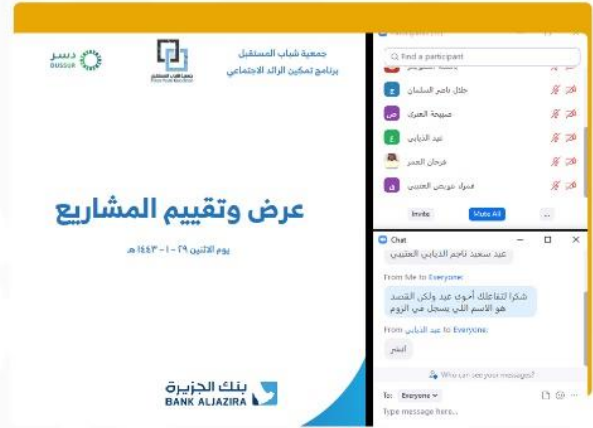 دسر
DUSSUR
جمعية شباب المستقبل
برنامج تمكين الرائد الاجتماعي
عرض وتقييم المشاريع
يوم الاثنين ٢٩ - ١ - ١٤٤٣ هـ
بنك الجزيرة
BANK ALJAZIRA
Find a participant
جلال ناصر السلمان
صبيحة العنزي
عيد الذيابي
فرحان
العتيبي
Invite
Mute All
...
Chat
عيد سعيد ناجم الذيابي العتيبي
From Me to Everyone:
شكرا لتفاعلك أخوي عيد ولكن القصد
هو الاسم اللي يسجل في الزوم
From عيد الذيابي to Everyone:
ابشر
Who can see your messages?
To: Everyone
Type message here...